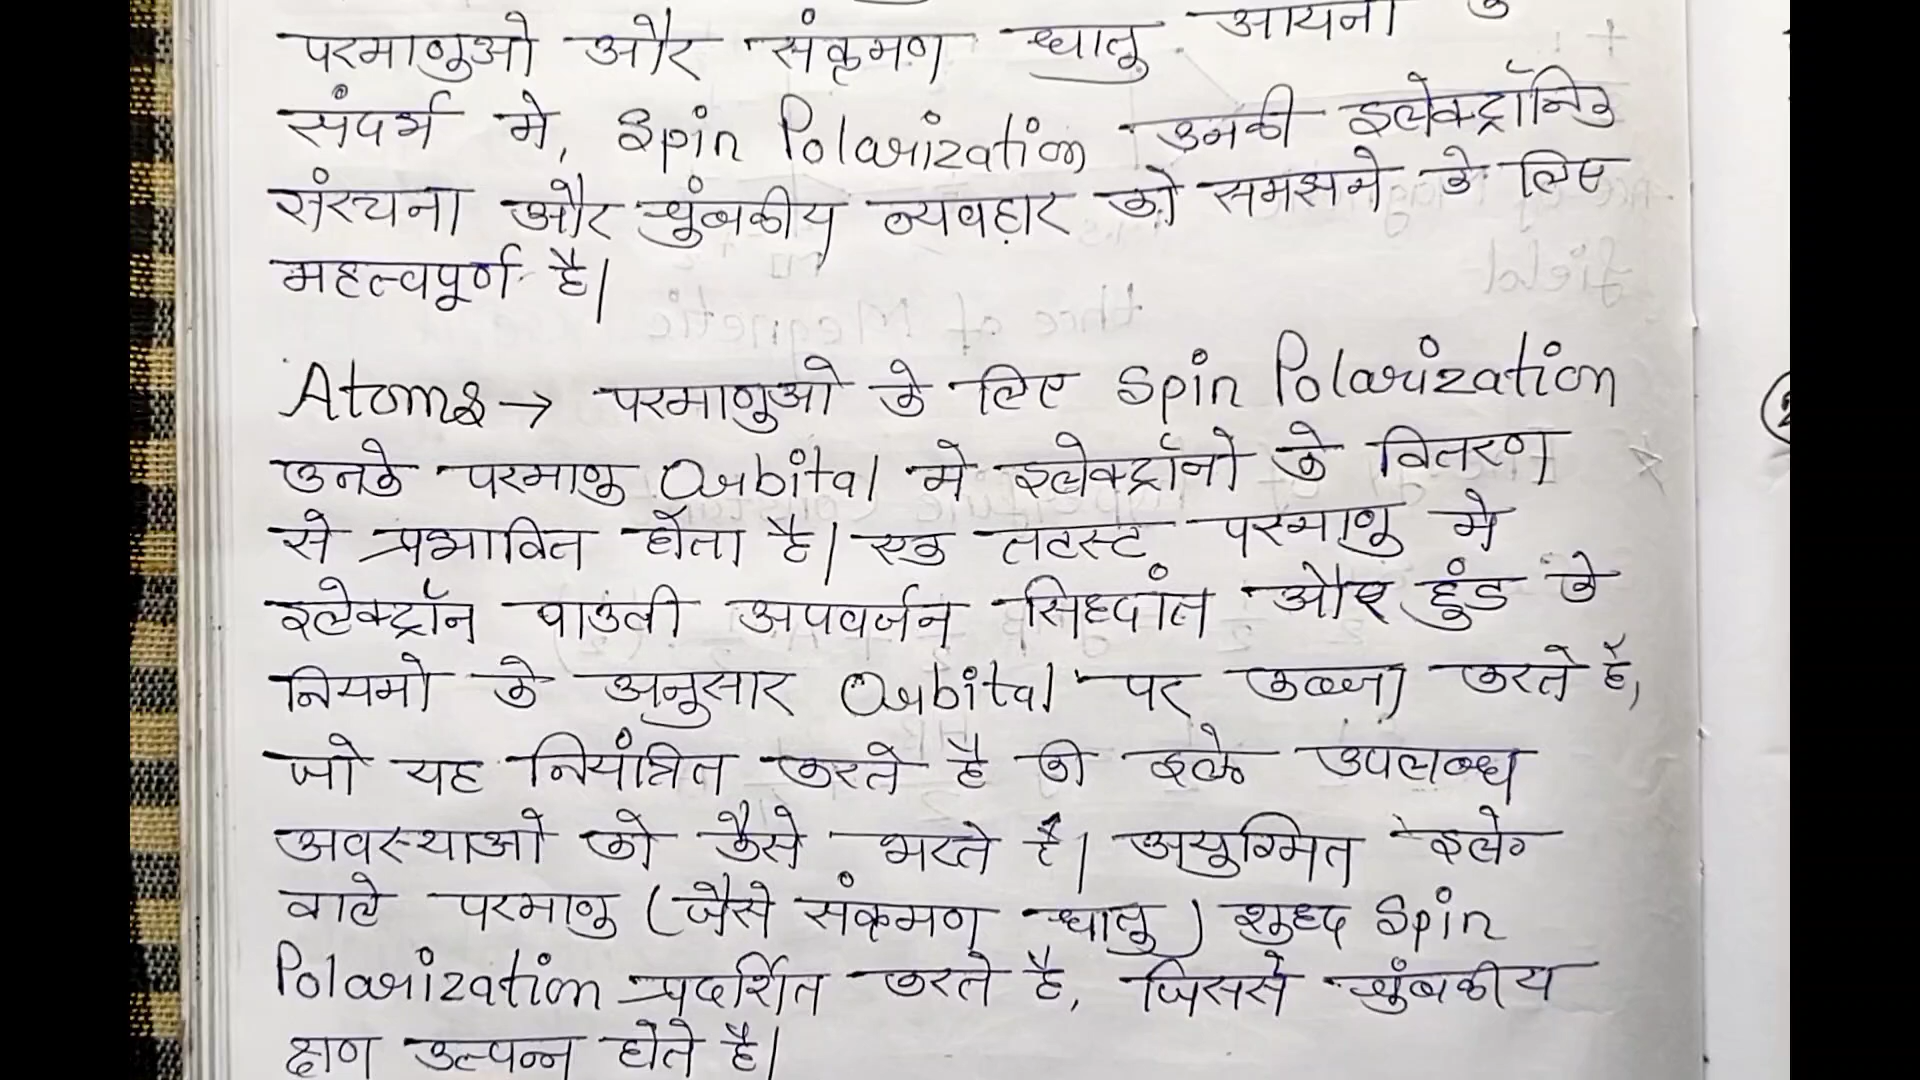 परमाणुओ और संक्रमण धातु आयनो
संदर्भ मे, Spin Polarization उनकी इलेक्ट्रॉनिक
संरचना और चुंबकीय व्यवहार को समझने के लिए
महत्वपूर्ण है।
Atoms → परमाणुओ के लिए Spin Polarization
उनके परमाणु Orbital मे इलेक्ट्रॉनो के वितरण
से प्रभावित होता है। एक तटस्ट परमाणु मे
इलेक्ट्रॉन पाउली अपवर्जन सिध्दांत और हुंड के
नियमो के अनुसार Orbital पर कब्जा करते है,
जो यह नियंत्रित करते है की इले० उपलब्ध
अवस्थाओ को कैसे भरते है। अयुग्मित इले०
वाले परमाणु (जैसे संक्रमण धातु) शुध्द Spin
Polarization प्रदर्शित करते है, जिससे चुंबकीय
क्षण उत्पन्न होते है।